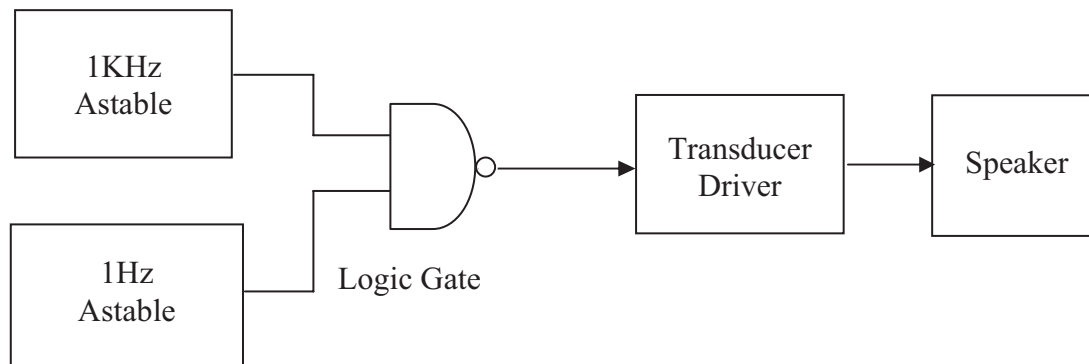 1KHz
Astable
Transducer
Driver
Speaker
Logic Gate
1Hz
Astable